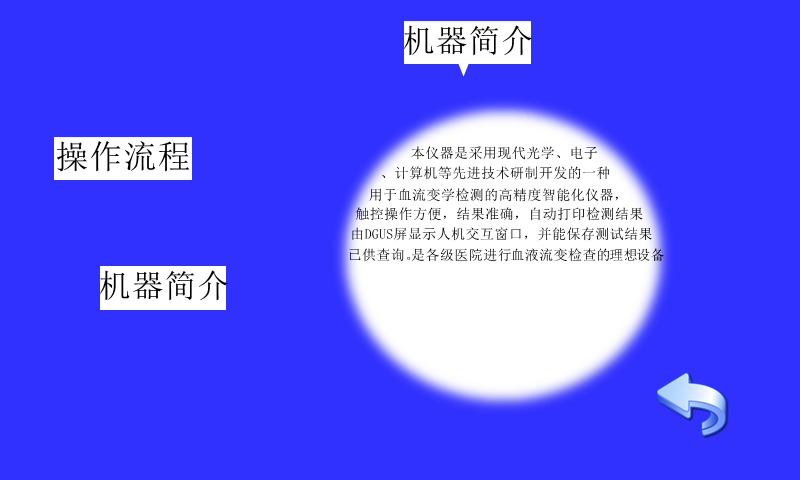 机器简介
操作流程
本仪器是采用现代光学、电子
、计算机等先进技术研制开发的一种
用于血流变学检测的高精度智能化仪器，
触控操作方便，结果准确，自动打印检测结果
由DGUS屏显示人机交互窗口，并能保存测试结果
已供查询。是各级医院进行血液流变检查的理想设备
机器简介